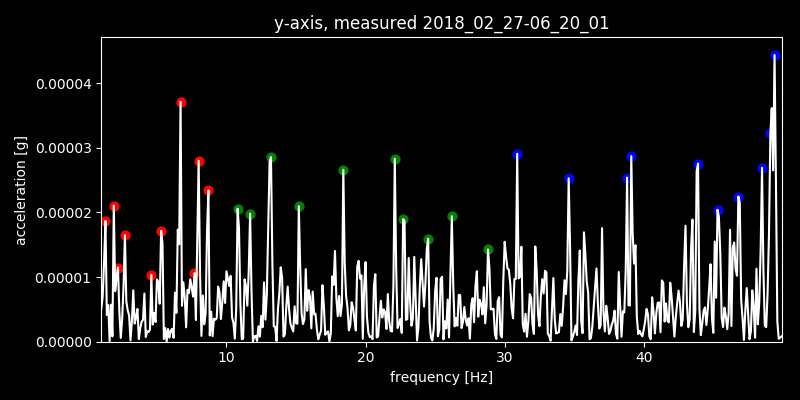 y-axis, measured 2018_02_27-06_20_01
0.00004
0.00003
0.00002
0.00001
0.00000
acceleration [g]
10 20 30 40
frequency [Hz]